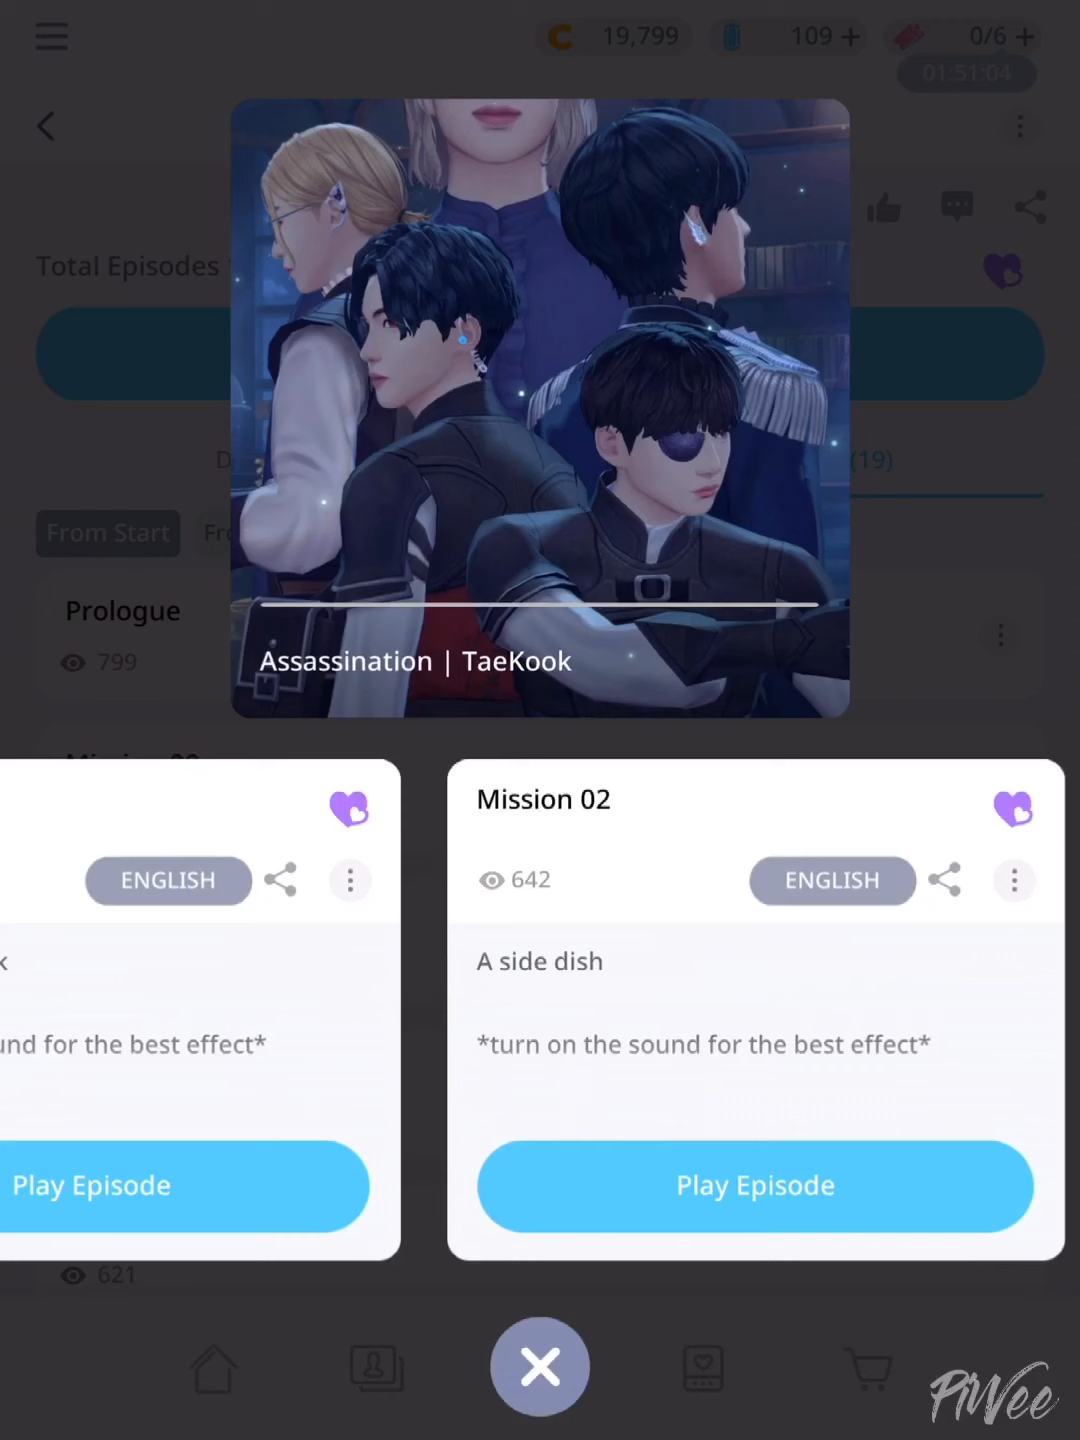 19,799
109 +
0/6 +
01:51:04
Total Episodes
(19)
From Start
Prologue
799
Assassination | TaeKook
Mission 02
ENGLISH
642
ENGLISH
A side dish
sound for the best effect*
*turn on the sound for the best effect*
Play Episode
Play Episode
621
PiWee